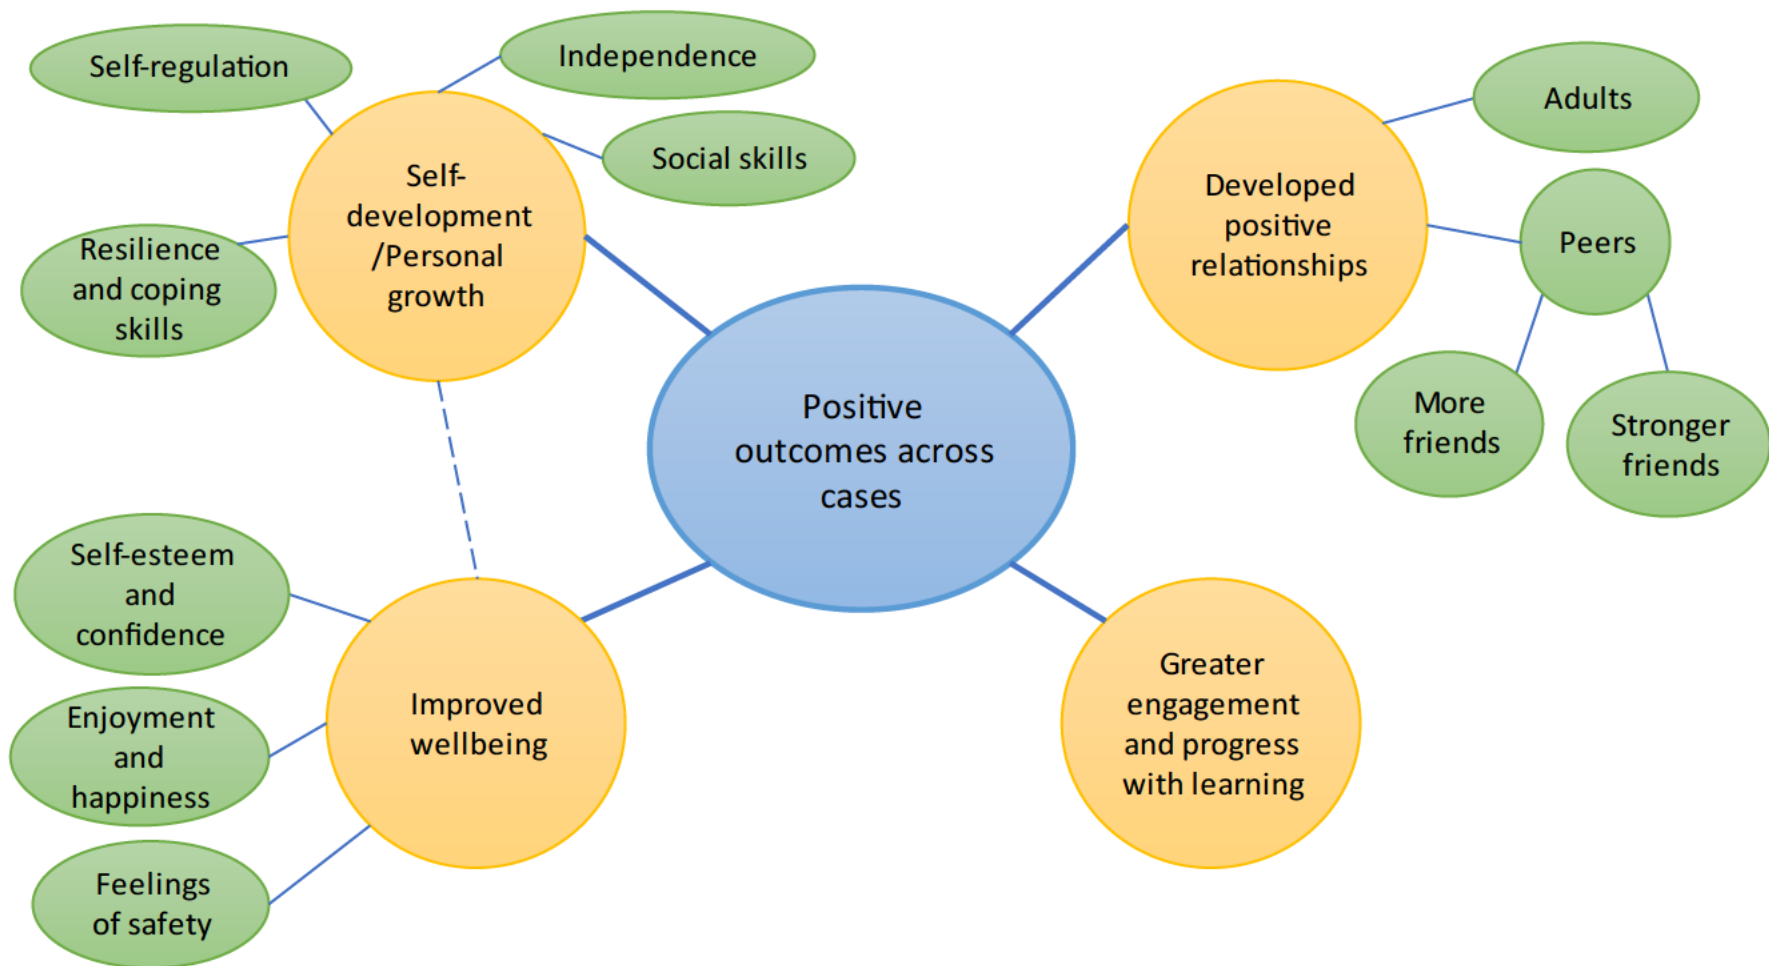 Self-regulation
Independence
Social skills
Self-
development
/Personal
growth
Resilience
and coping
skills
Adults
Developed
positive
relationships
Peers
More
friends
Stronger
friends
Positive
outcomes across
cases
Self-esteem
and
confidence
Enjoyment
and
happiness
Feelings
of safety
Improved
wellbeing
Greater
engagement
and progress
with learning